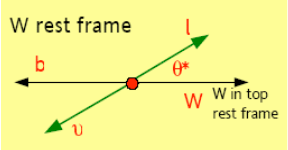 W rest frame
l
b
θ*
W
W in top
rest frame
υ